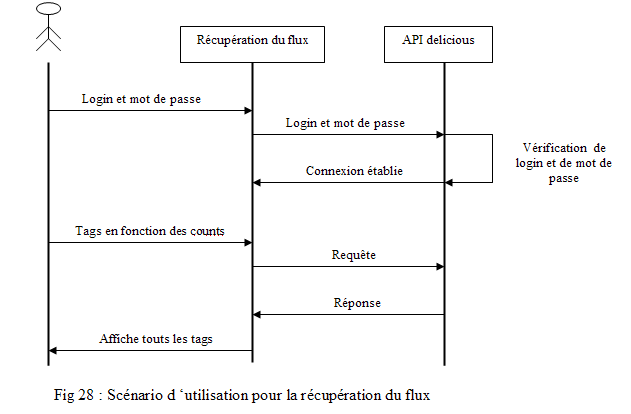 Récupération du flux
API delicious
Login et mot de passe
Login et mot de passe
Vérification de
login et de mot de
passe
Connexion établie
Tags en fonction des counts
Requête
Réponse
Affiche touts les tags
Fig 28 : Scénario d ‘utilisation pour la récupération du flux